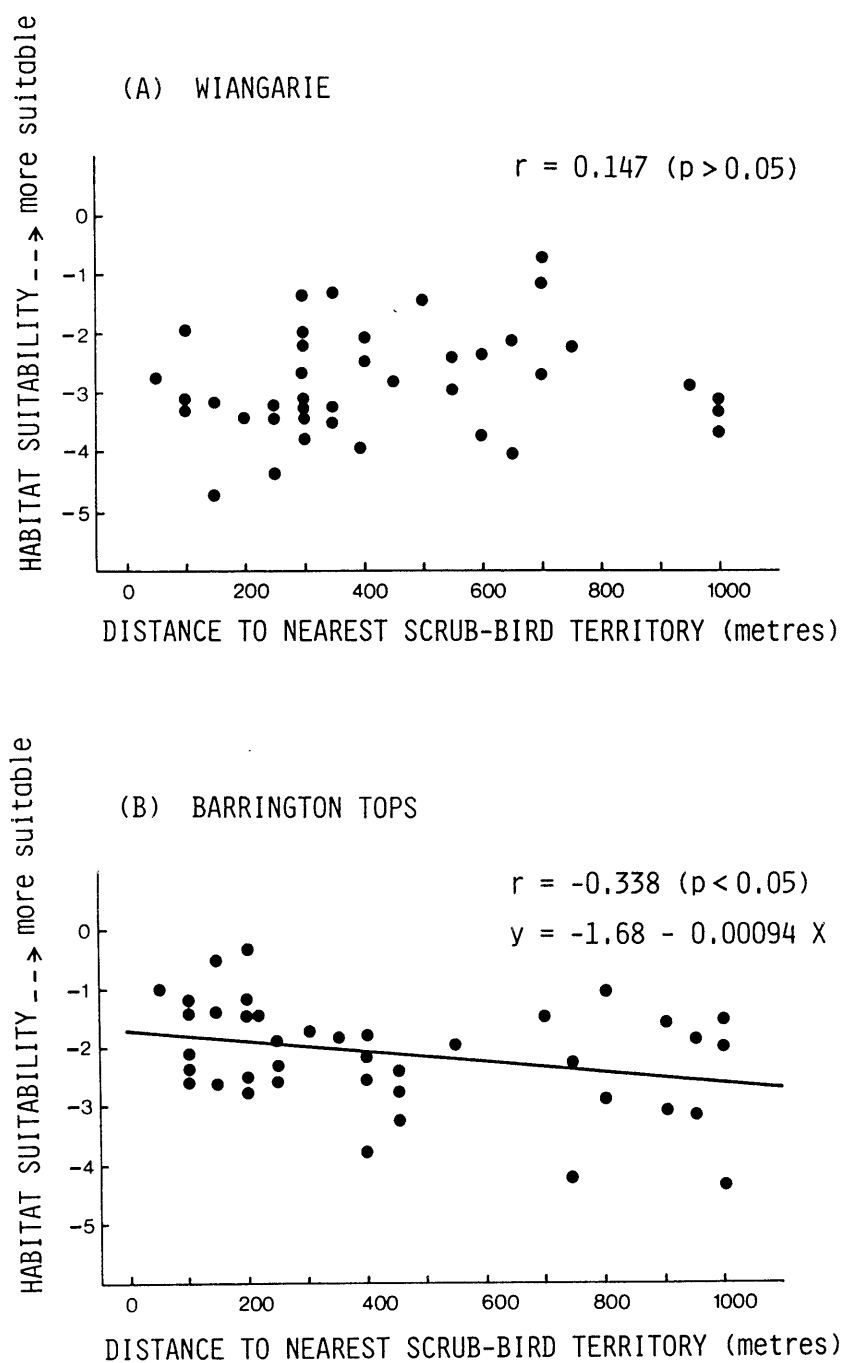 (A) WIANGARIE
r = 0.147 (p > 0.05)
HABITAT SUITABILITY ---> more suitable
0
-1
-2
-3
-4
-5
0 200 400 600 800 1000
DISTANCE TO NEAREST SCRUB-BIRD TERRITORY (metres)
(B) BARRINGTON TOPS
r = -0.338 (p < 0.05)
y = -1.68 - 0.00094 X
HABITAT SUITABILITY ---> more suitable
0
-1
-2
-3
-4
-5
0 200 400 600 800 1000
DISTANCE TO NEAREST SCRUB-BIRD TERRITORY (metres)